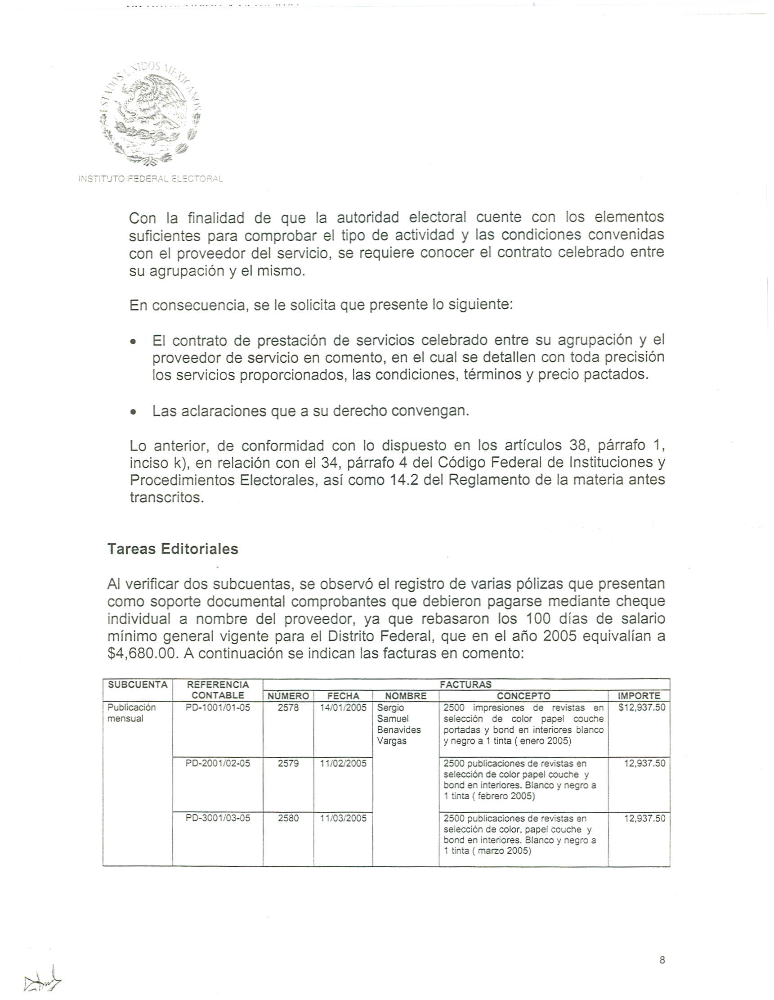 ESTADOS UNIDOS MEXICANOS
INSTITUTO FEDERAL ELECTORAL
Con la finalidad de que la autoridad electoral cuente con los elementos
suficientes para comprobar el tipo de actividad y las condiciones convenidas
con el proveedor del servicio, se requiere conocer el contrato celebrado entre
su agrupación y el mismo.
En consecuencia, se le solicita que presente lo siguiente:
• El contrato de prestación de servicios celebrado entre su agrupación y el
proveedor de servicio en comento, en el cual se detallen con toda precisión
los servicios proporcionados, las condiciones, términos y precio pactados.
• Las aclaraciones que a su derecho convengan.
Lo anterior, de conformidad con lo dispuesto en los artículos 38, párrafo 1,
inciso k), en relación con el 34, párrafo 4 del Código Federal de Instituciones y
Procedimientos Electorales, así como 14.2 del Reglamento de la materia antes
transcritos.
Tareas Editoriales
Al verificar dos subcuentas, se observó el registro de varias pólizas que presentan
como soporte documental comprobantes que debieron pagarse mediante cheque
individual a nombre del proveedor, ya que rebasaron los 100 días de salario
mínimo general vigente para el Distrito Federal, que en el año 2005 equivalían a
$4,680.00. A continuación se indican las facturas en comento:
SUBCUENTA REFERENCIA FACTURAS
CONTABLE NÚMERO FECHA NOMBRE CONCEPTO IMPORTE
Publicación PD-1001/01-05 2578 14/01/2005 Sergio 2500 impresiones de revistas en $12,937.50
mensual Samuel selección de color papel couche
Benavides portadas y bond en interiores blanco
Vargas y negro a 1 tinta ( enero 2005)
PD-2001/02-05 2579 11/02/2005 2500 publicaciones de revistas en 12,937.50
selección de color papel couche y
bond en interiores. Blanco y negro a
1 tinta ( febrero 2005)
PD-3001/03-05 2580 11/03/2005 2500 publicaciones de revistas en 12,937.50
selección de color, papel couche y
bond en interiores. Blanco y negro a
1 tinta ( marzo 2005)
8